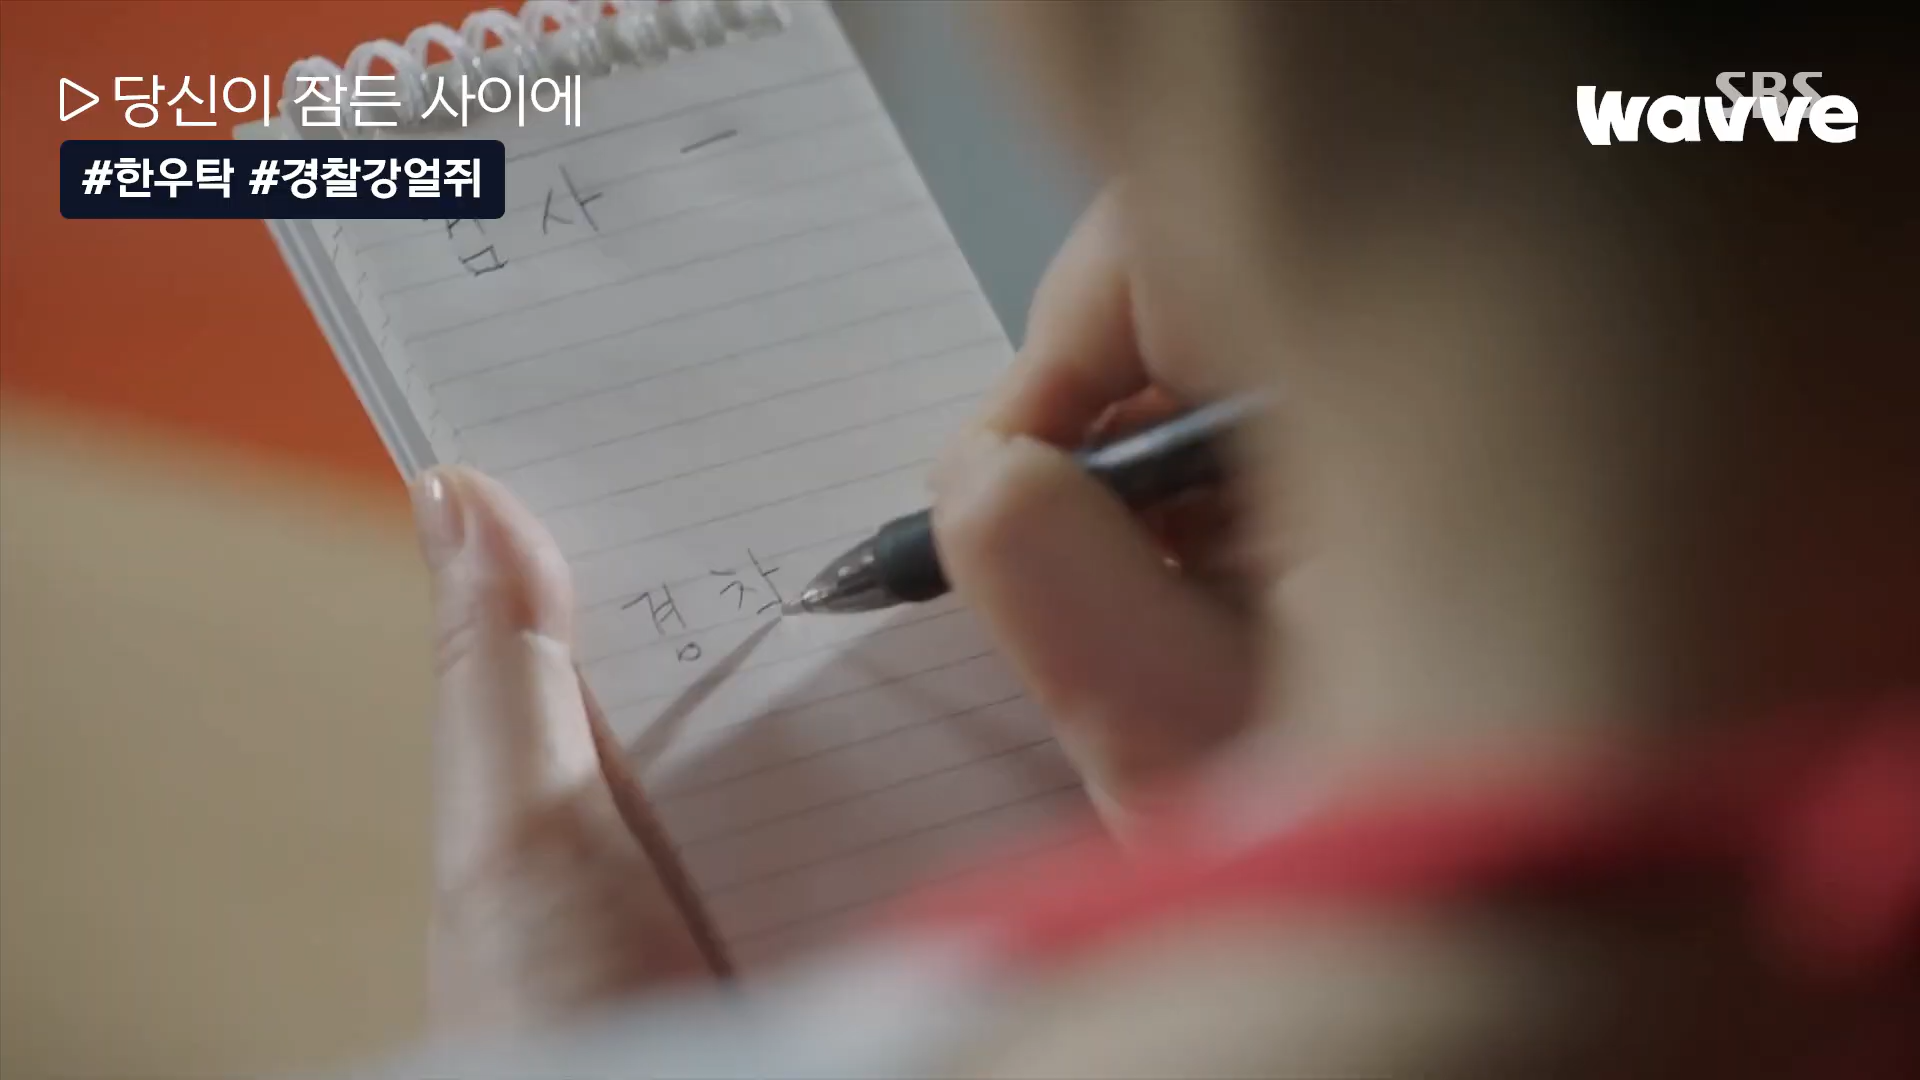 당신이 잠든 사이에
SBS
wavve
#한우탁 #경찰강얼쥐
검사 -
경찰